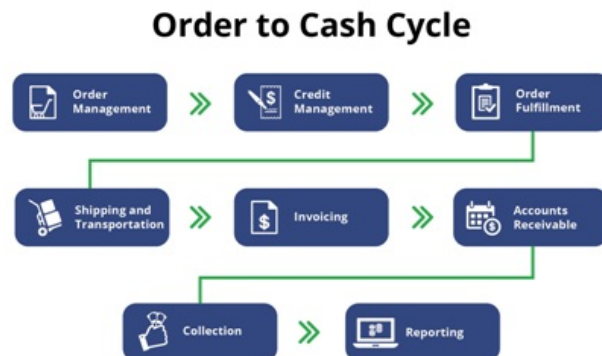 Order to Cash Cycle
Order
Management
Credit
Management
Order
Fulfillment
Shipping and
Transportation
$
Invoicing
Accounts
Receivable
Collection
Reporting